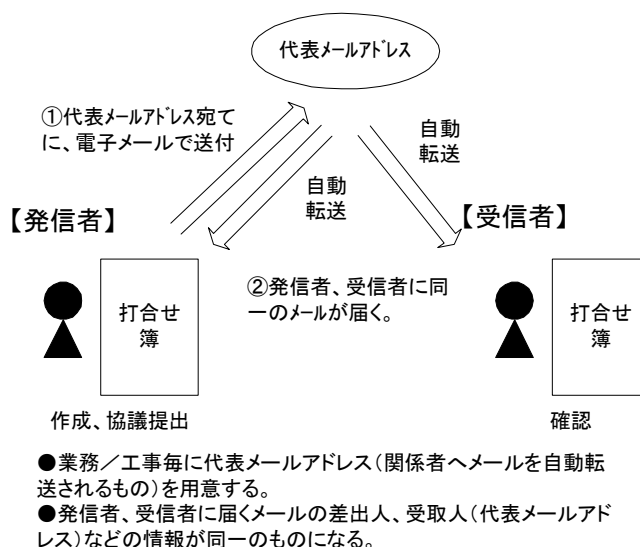 代表メールアドレス
①代表メールアドレス宛て
に、電子メールで送付
自動
転送
自動
転送
【発信者】
【受信者】
②発信者、受信者に同
一のメールが届く。
打合せ
簿
打合せ
簿
作成、協議提出
確認
●業務／工事毎に代表メールアドレス（関係者へメールを自動転
送されるもの）を用意する。
●発信者、受信者に届くメールの差出人、受取人（代表メールアド
レス）などの情報が同一のものになる。